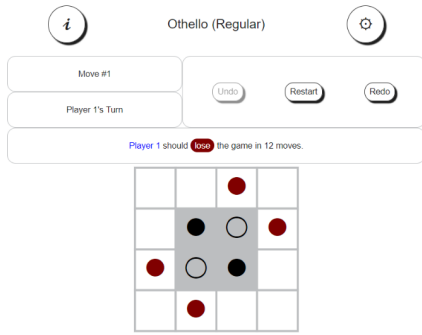 i
Othello (Regular)
Move #1
Player 1's Turn
Undo
Restart
Redo
Player 1 should lose the game in 12 moves.